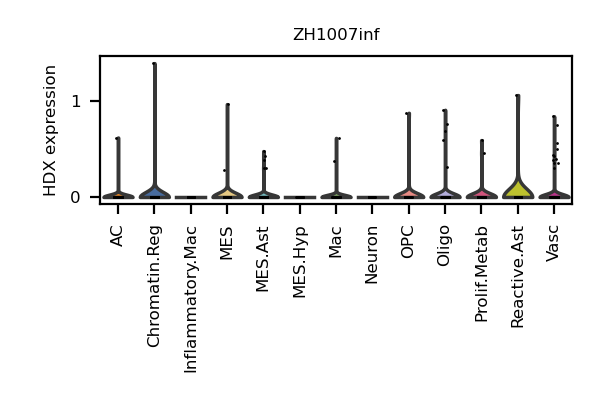 ZH1007inf
HDX expression
1
0
AC
Chromatin.Reg
Inflammatory.Mac
MES
MES.Ast
MES.Hyp
Mac
Neuron
OPC
Oligo
Prolif.Metab
Reactive.Ast
Vasc